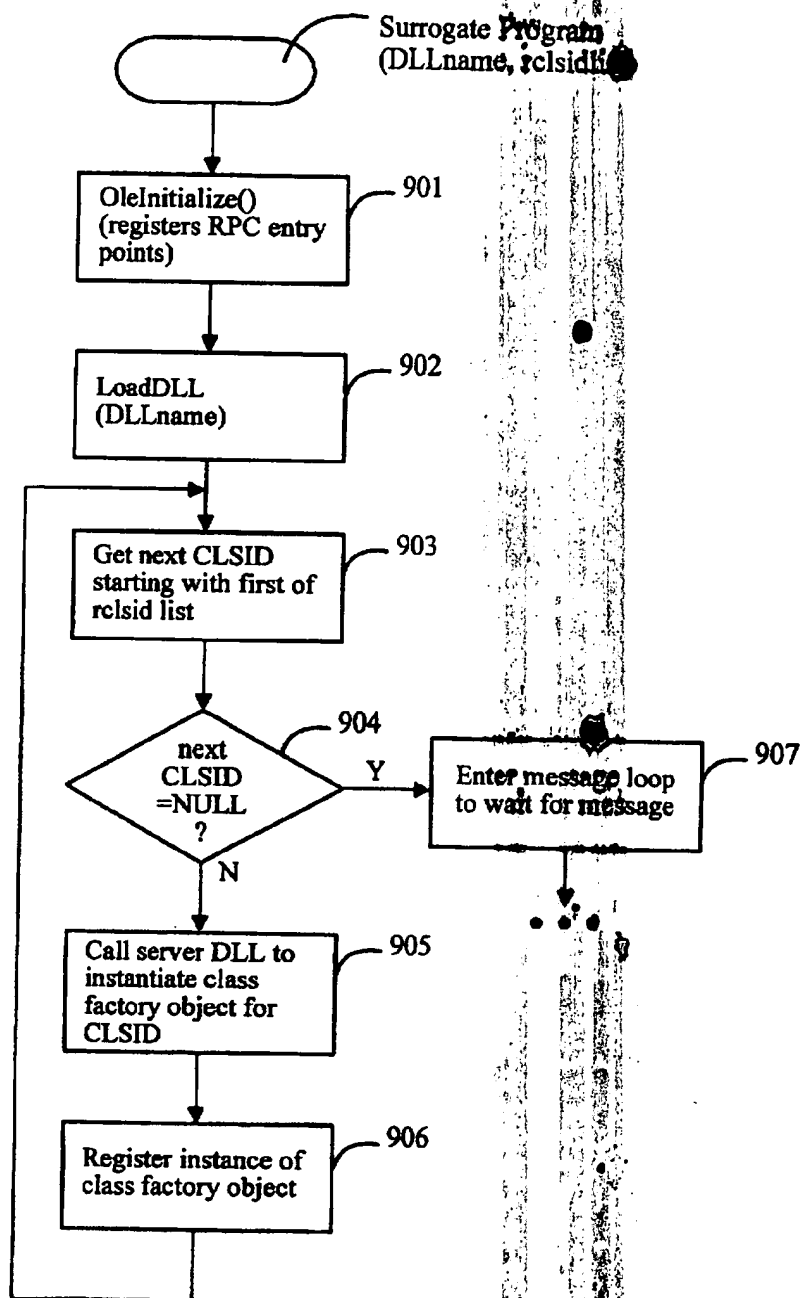 Surrogate Program
(DLLname, rclsidli
901
OleInitialize()
(registers RPC entry
points)
902
LoadDLL
(DLLname)
903
Get next CLSID
starting with first of
rclsid list
904
next
CLSID
=NULL
?
Y
N
907
Enter message loop
to wait for message
905
Call server DLL to
instantiate class
factory object for
CLSID
906
Register instance of
class factory object